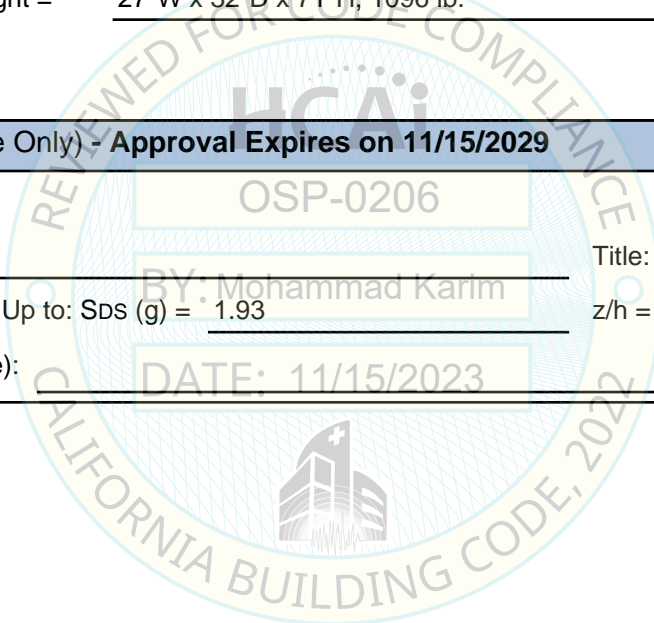 ght = 27"W x 32"D x 71"H, 1096 lb.
REVIEWED FOR CODE COMPLIANCE
HCAi
e Only) - Approval Expires on 11/15/2029
OSP-0206
Title:
BY: Mohammad Karim
Up to: SDS (g) = 1.93 z/h =
e):
DATE: 11/15/2023
CALIFORNIA BUILDING CODE, 2022